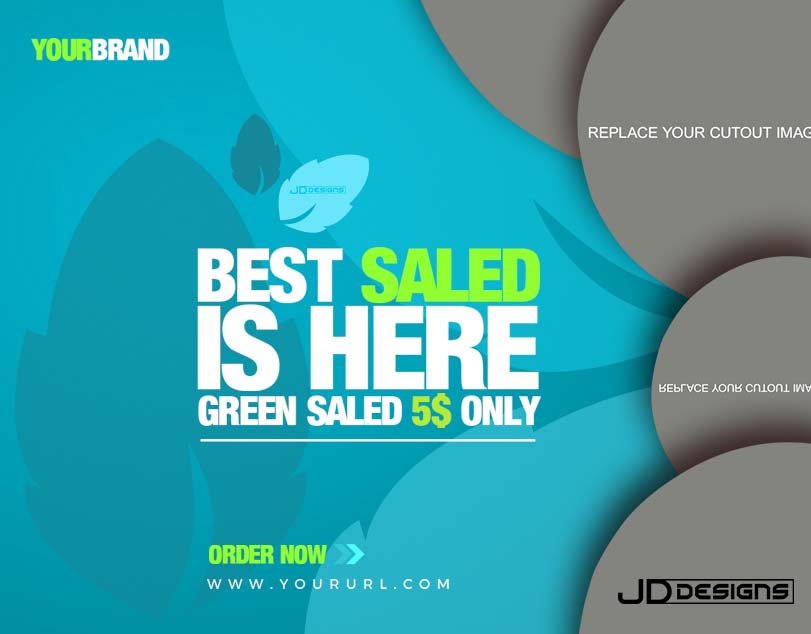 YOURBRAND
REPLACE YOUR CUTOUT IMAG
JD DESIGNS
BEST SALED
IS HERE
GREEN SALED 5$ ONLY
REPLACE YOUR CUTOUT IMA
ORDER NOW
WWW.YOURURL.COM
JD DESIGNS